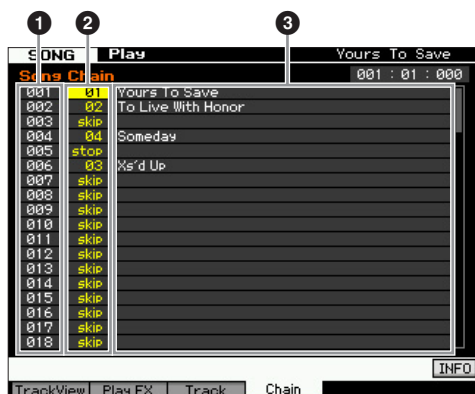 1 2 3
SONG Play Yours To Save
Song Chain 001 : 01 : 000
001 01 Yours To Save
002 02 To Live With Honor
003 skip
004 04 Someday
005 stop
006 03 Xs'd Up
007 skip
008 skip
009 skip
010 skip
011 skip
012 skip
013 skip
014 skip
015 skip
016 skip
017 skip
018 skip
INFO
TrackView Play FX Track Chain